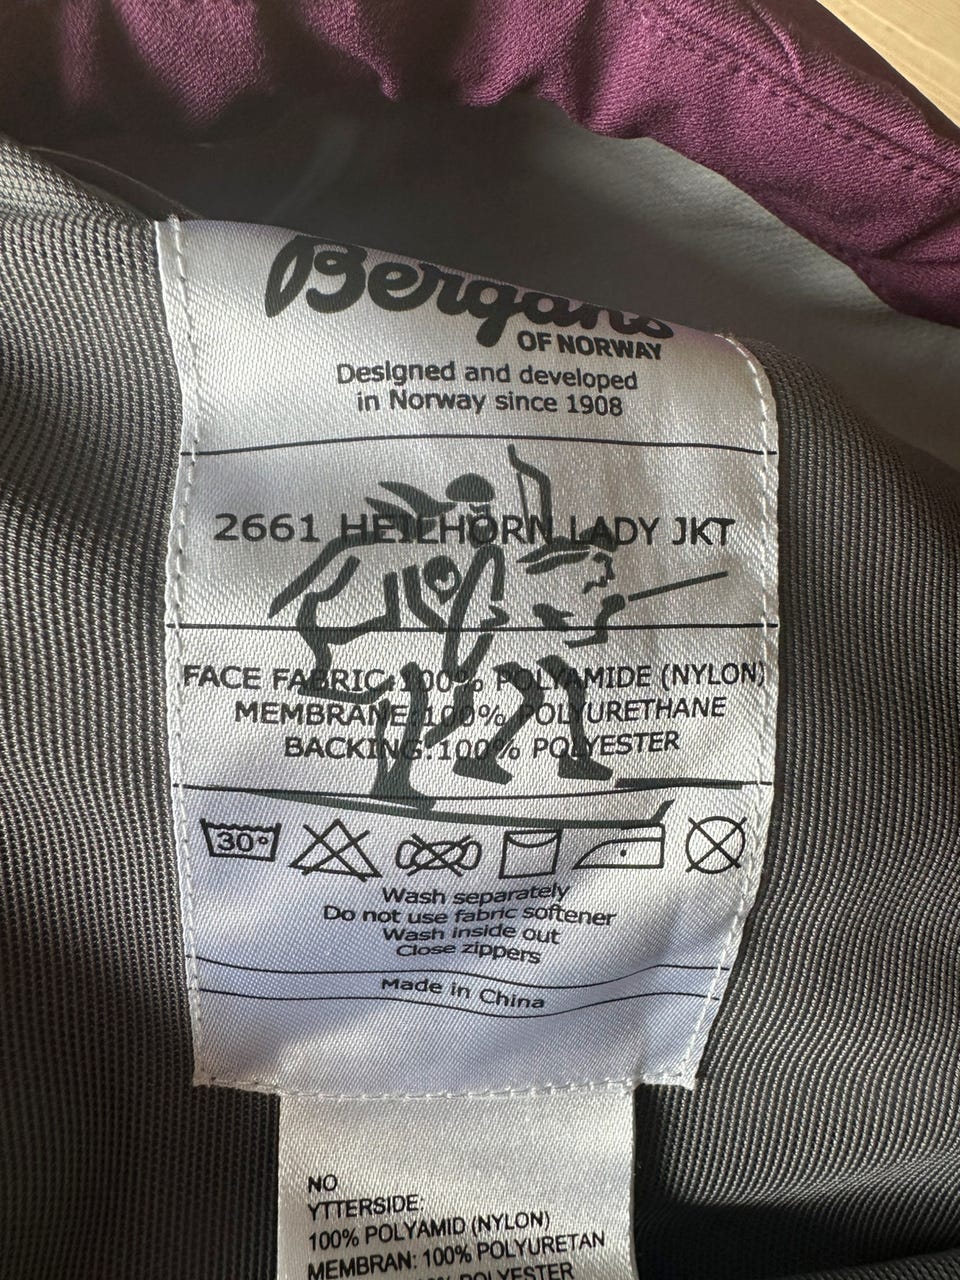 Bergans
OF NORWAY
Designed and developed
in Norway since 1908
2661 HEILHORN LADY JKT
FACE FABRIC:100% POLYAMIDE (NYLON)
MEMBRANE:100% POLYURETHANE
BACKING:100% POLYESTER
30°
Wash separately
Do not use fabric softener
Wash inside out
Close zippers
Made in China
NO
YTTERSIDE:
100% POLYAMID (NYLON)
MEMBRAN: 100% POLYURETAN
POLYESTER